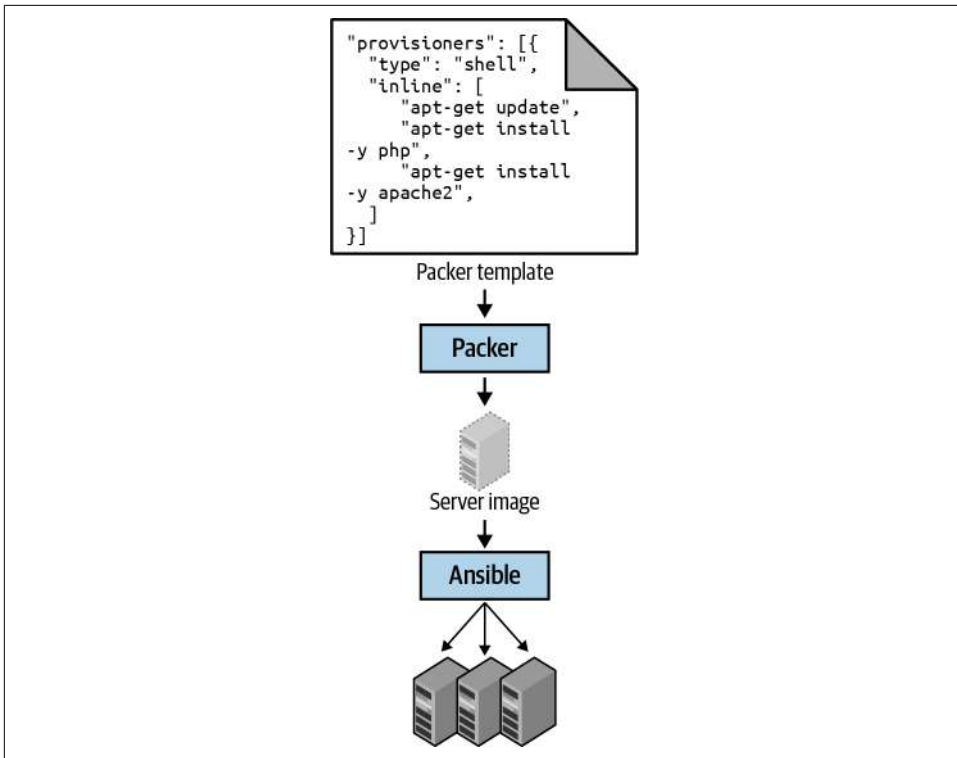 "provisioners": [{
"type": "shell",
"inline": [
"apt-get update",
"apt-get install
-y php",
"apt-get install
-y apache2",
]
}]
Packer template
Packer
Server image
Ansible